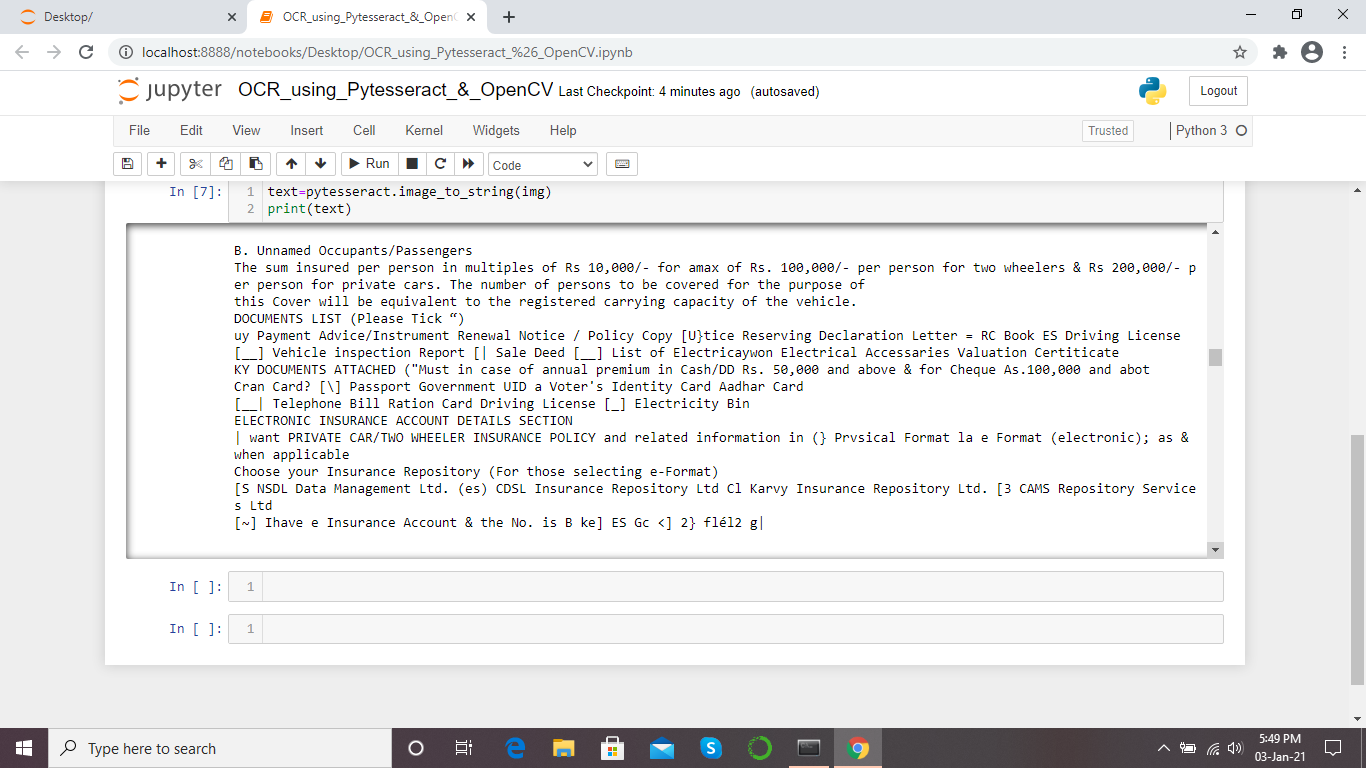 Desktop/
OCR_using_Pytesseract_&_OpenC
localhost:8888/notebooks/Desktop/OCR_using_Pytesseract_%26_OpenCV.ipynb
jupyter OCR_using_Pytesseract_&_OpenCV Last Checkpoint: 4 minutes ago (autosaved)
Logout
File Edit View Insert Cell Kernel Widgets Help
Trusted Python 3
Run Code
In [7]: 1 text=pytesseract.image_to_string(img)
2 print(text)
B. Unnamed Occupants/Passengers
The sum insured per person in multiples of Rs 10,000/- for amax of Rs. 100,000/- per person for two wheelers & Rs 200,000/- p
er person for private cars. The number of persons to be covered for the purpose of
this Cover will be equivalent to the registered carrying capacity of the vehicle.
DOCUMENTS LIST (Please Tick “)
uy Payment Advice/Instrument Renewal Notice / Policy Copy [U}tice Reserving Declaration Letter = RC Book ES Driving License
[__] Vehicle inspection Report [| Sale Deed [__] List of Electricaywon Electrical Accessaries Valuation Certiticate
KY DOCUMENTS ATTACHED ("Must in case of annual premium in Cash/DD Rs. 50,000 and above & for Cheque As.100,000 and abot
Cran Card? [\] Passport Government UID a Voter's Identity Card Aadhar Card
[__| Telephone Bill Ration Card Driving License [_] Electricity Bin
ELECTRONIC INSURANCE ACCOUNT DETAILS SECTION
| want PRIVATE CAR/TWO WHEELER INSURANCE POLICY and related information in (} Prvsical Format la e Format (electronic); as &
when applicable
Choose your Insurance Repository (For those selecting e-Format)
[S NSDL Data Management Ltd. (es) CDSL Insurance Repository Ltd Cl Karvy Insurance Repository Ltd. [3 CAMS Repository Service
s Ltd
[~] Ihave e Insurance Account & the No. is B ke] ES Gc <] 2} flél2 g|
In [ ]: 1
In [ ]: 1
Type here to search
5:49 PM
03-Jan-21